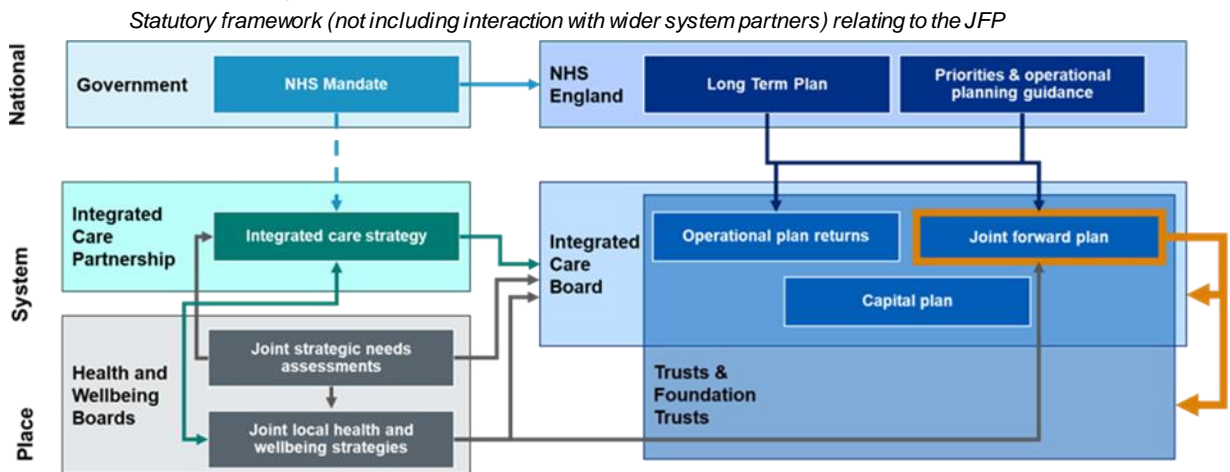 Statutory framework (not including interaction with wider system partners) relating to the JFP
National
Government
NHS Mandate
NHS
England
Long Term Plan
Priorities & operational
planning guidance
System
Integrated
Care
Partnership
Integrated care strategy
Integrated
Care
Board
Operational plan returns
Joint forward plan
Capital plan
Place
Health and
Wellbeing
Boards
Joint strategic needs
assessments
Joint local health and
wellbeing strategies
Trusts &
Foundation
Trusts